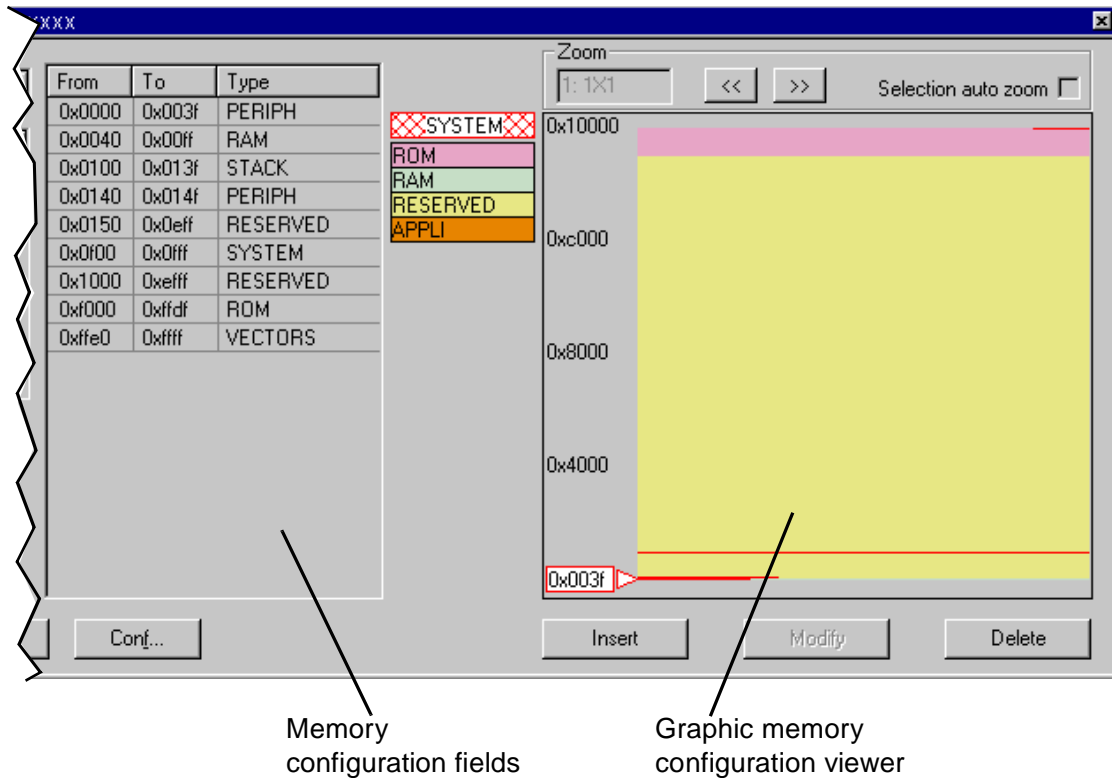 XXX
From To Type
0x0000 0x003f PERIPH
0x0040 0x00ff RAM
0x0100 0x013f STACK
0x0140 0x014f PERIPH
0x0150 0x0eff RESERVED
0x0f00 0x0fff SYSTEM
0x1000 0xefff RESERVED
0xf000 0xffdf ROM
0xffe0 0xffff VECTORS
SYSTEM
ROM
RAM
RESERVED
APPLI
Zoom
1: 1X1 << >> Selection auto zoom
0x10000
0xc000
0x8000
0x4000
0x003f
Conf... Insert Modify Delete
Memory
configuration fields
Graphic memory
configuration viewer